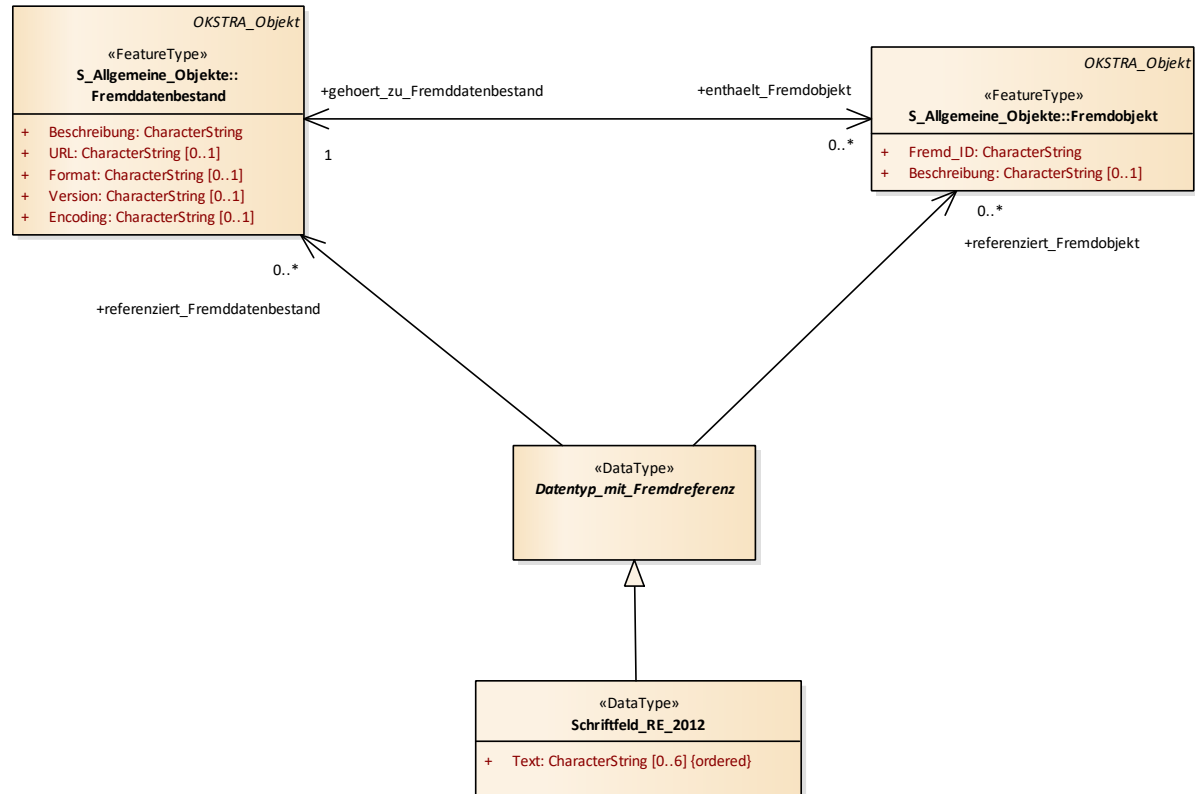 OKSTRA_Objekt
«FeatureType»
S_Allgemeine_Objekte::
Fremddatenbestand
+ Beschreibung: CharacterString
+ URL: CharacterString [0..1]
+ Format: CharacterString [0..1]
+ Version: CharacterString [0..1]
+ Encoding: CharacterString [0..1]
+gehoert_zu_Fremddatenbestand
1
+enthaelt_Fremdobjekt
0..*
OKSTRA_Objekt
«FeatureType»
S_Allgemeine_Objekte::Fremdobjekt
+ Fremd_ID: CharacterString
+ Beschreibung: CharacterString [0..1]
0..*
+referenziert_Fremdobjekt
0..*
+referenziert_Fremddatenbestand
«DataType»
Datentyp_mit_Fremdreferenz
«DataType»
Schriftfeld_RE_2012
+ Text: CharacterString [0..6] {ordered}